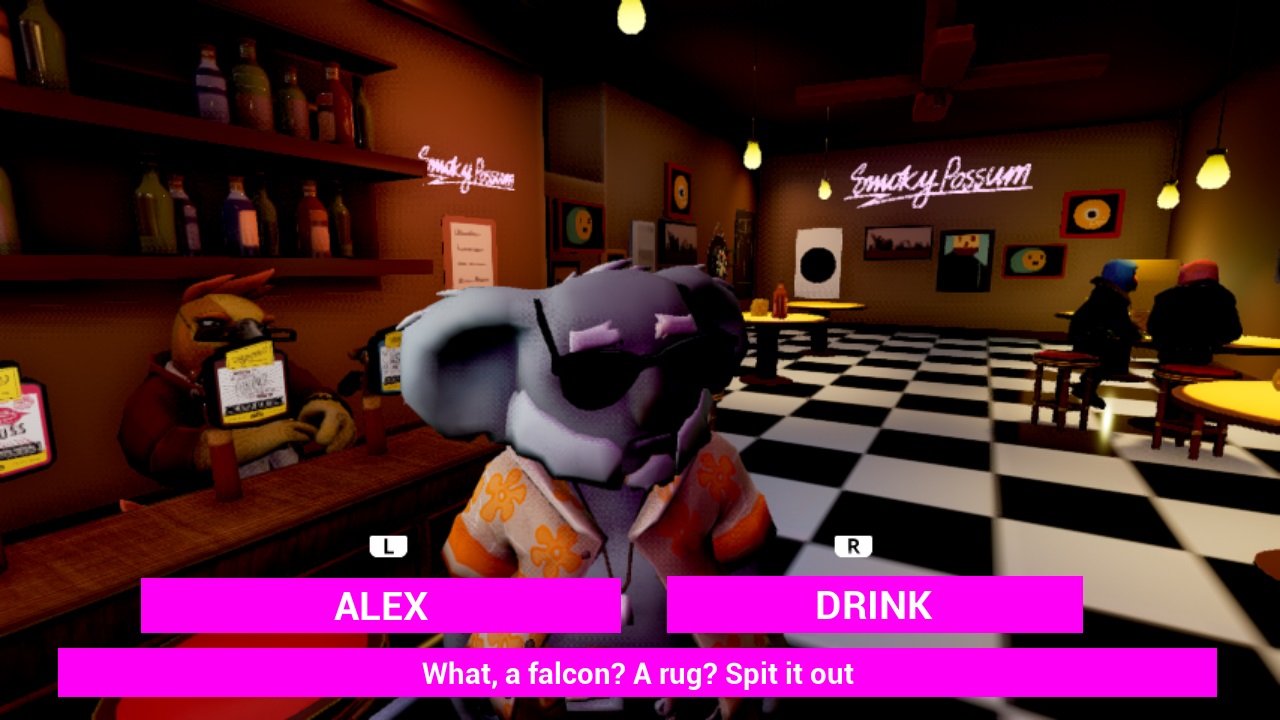 Smoky Possum
Smoky Possum
L
R
ALEX
DRINK
What, a falcon? A rug? Spit it out